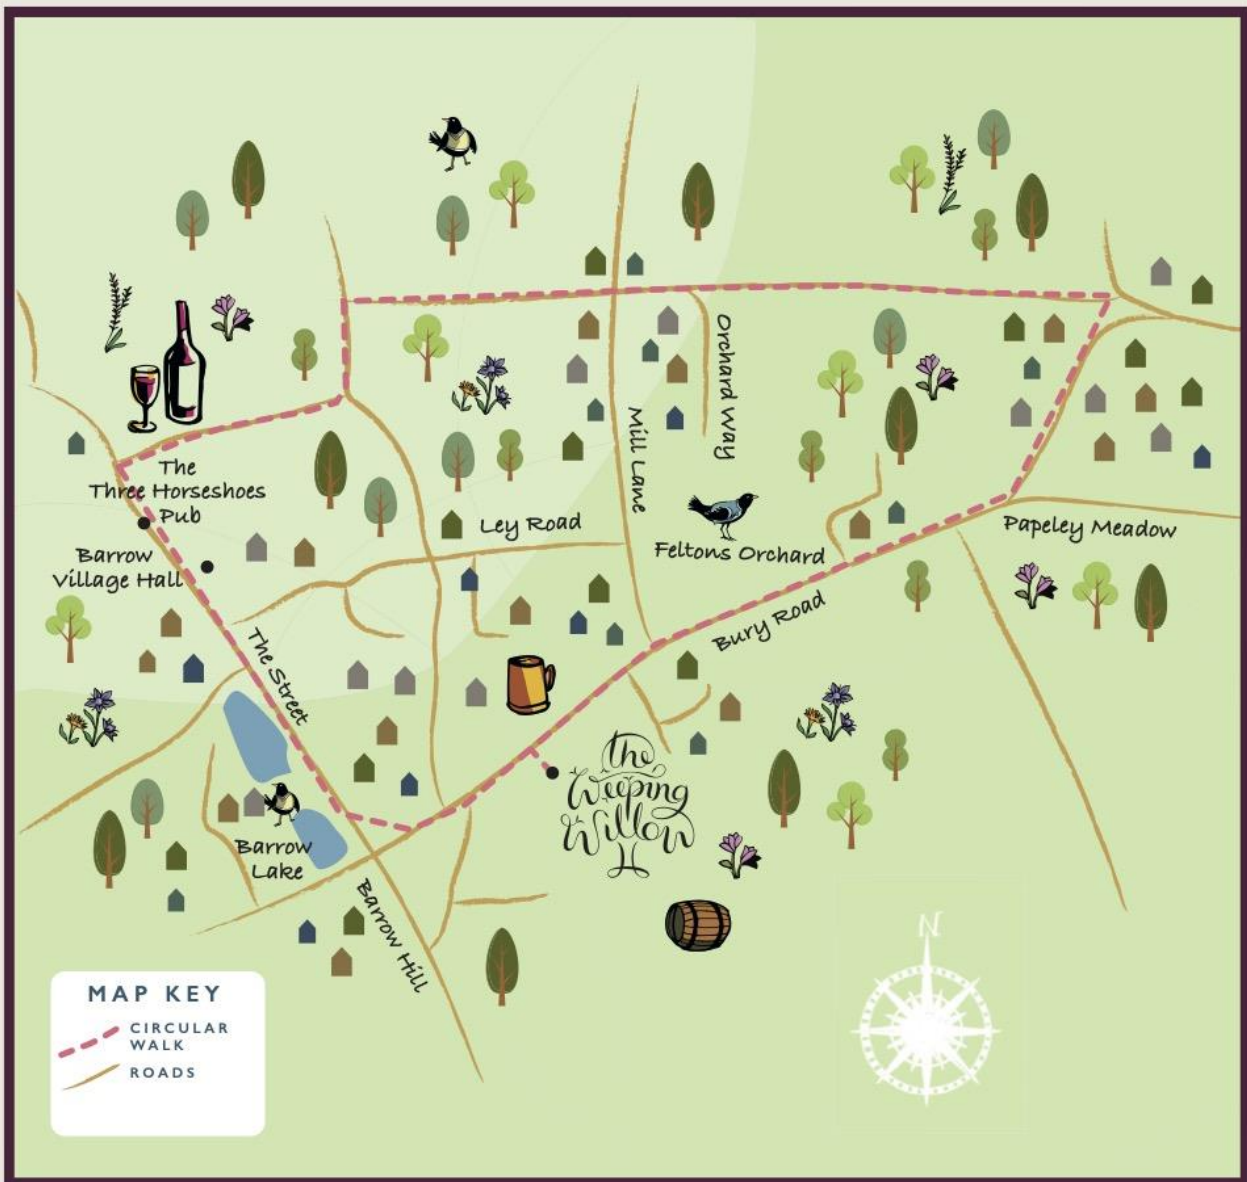 Orchard Way
The
Three Horseshoes
Pub
Mill Lane
Ley Road
Feltons Orchard
Papeley Meadow
Barrow
Village Hall
Bury Road
The Street
the
Weeping
Willow
Barrow
Lake
Barrow Hill
N
MAP KEY
CIRCULAR
WALK
ROADS